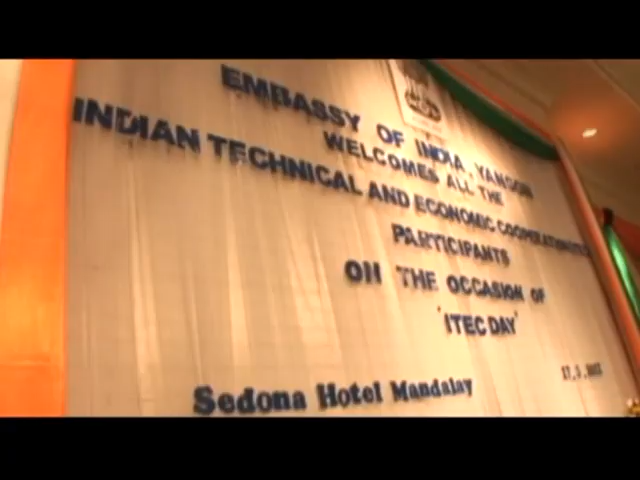 EMBASSY OF INDIA, YANGON
WELCOMES ALL THE
INDIAN TECHNICAL AND ECONOMIC COOPERATION
PARTICIPANTS
ON THE OCCASION OF
'ITEC DAY'
Sedona Hotel Mandalay